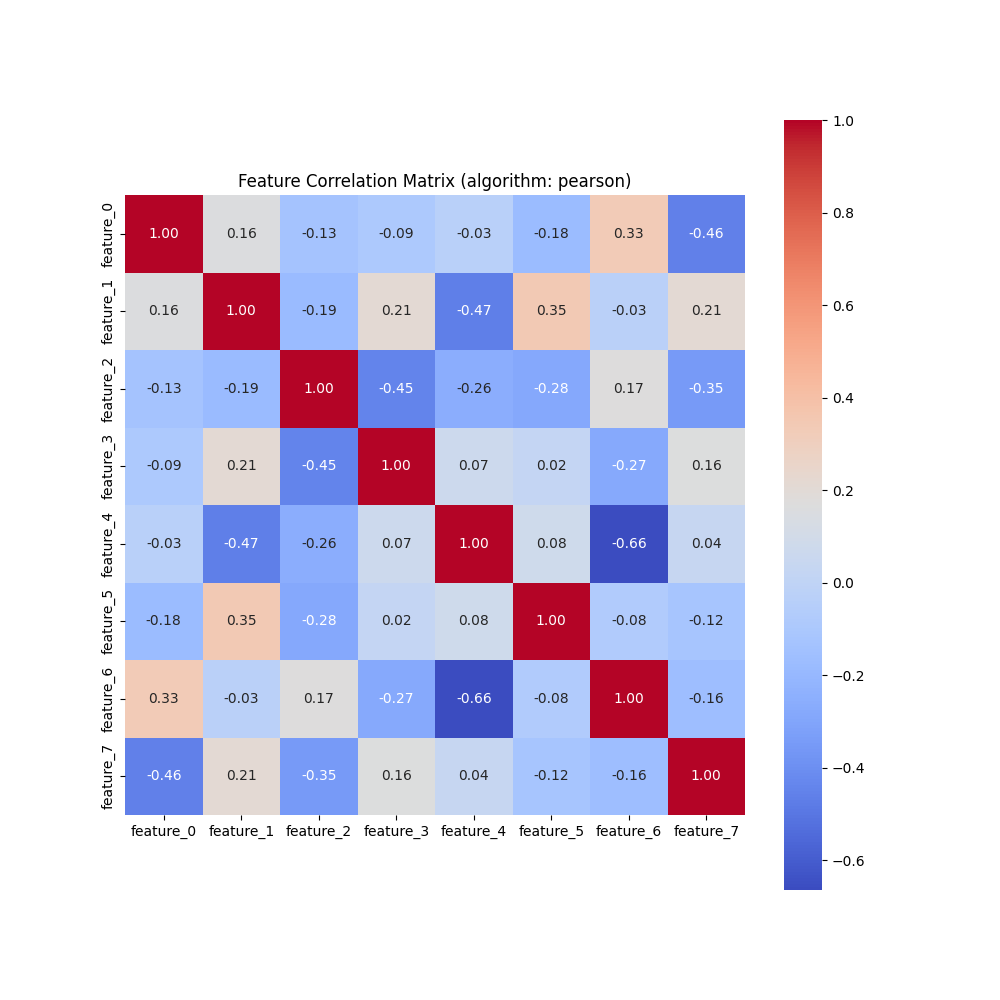 Feature Correlation Matrix (algorithm: pearson)
feature_0 1.00 0.16 -0.13 -0.09 -0.03 -0.18 0.33 -0.46
feature_1 0.16 1.00 -0.19 0.21 -0.47 0.35 -0.03 0.21
feature_2 -0.13 -0.19 1.00 -0.45 -0.26 -0.28 0.17 -0.35
feature_3 -0.09 0.21 -0.45 1.00 0.07 0.02 -0.27 0.16
feature_4 -0.03 -0.47 -0.26 0.07 1.00 0.08 -0.66 0.04
feature_5 -0.18 0.35 -0.28 0.02 0.08 1.00 -0.08 -0.12
feature_6 0.33 -0.03 0.17 -0.27 -0.66 -0.08 1.00 -0.16
feature_7 -0.46 0.21 -0.35 0.16 0.04 -0.12 -0.16 1.00
feature_0 feature_1 feature_2 feature_3 feature_4 feature_5 feature_6 feature_7
1.0
0.8
0.6
0.4
0.2
0.0
−0.2
−0.4
−0.6